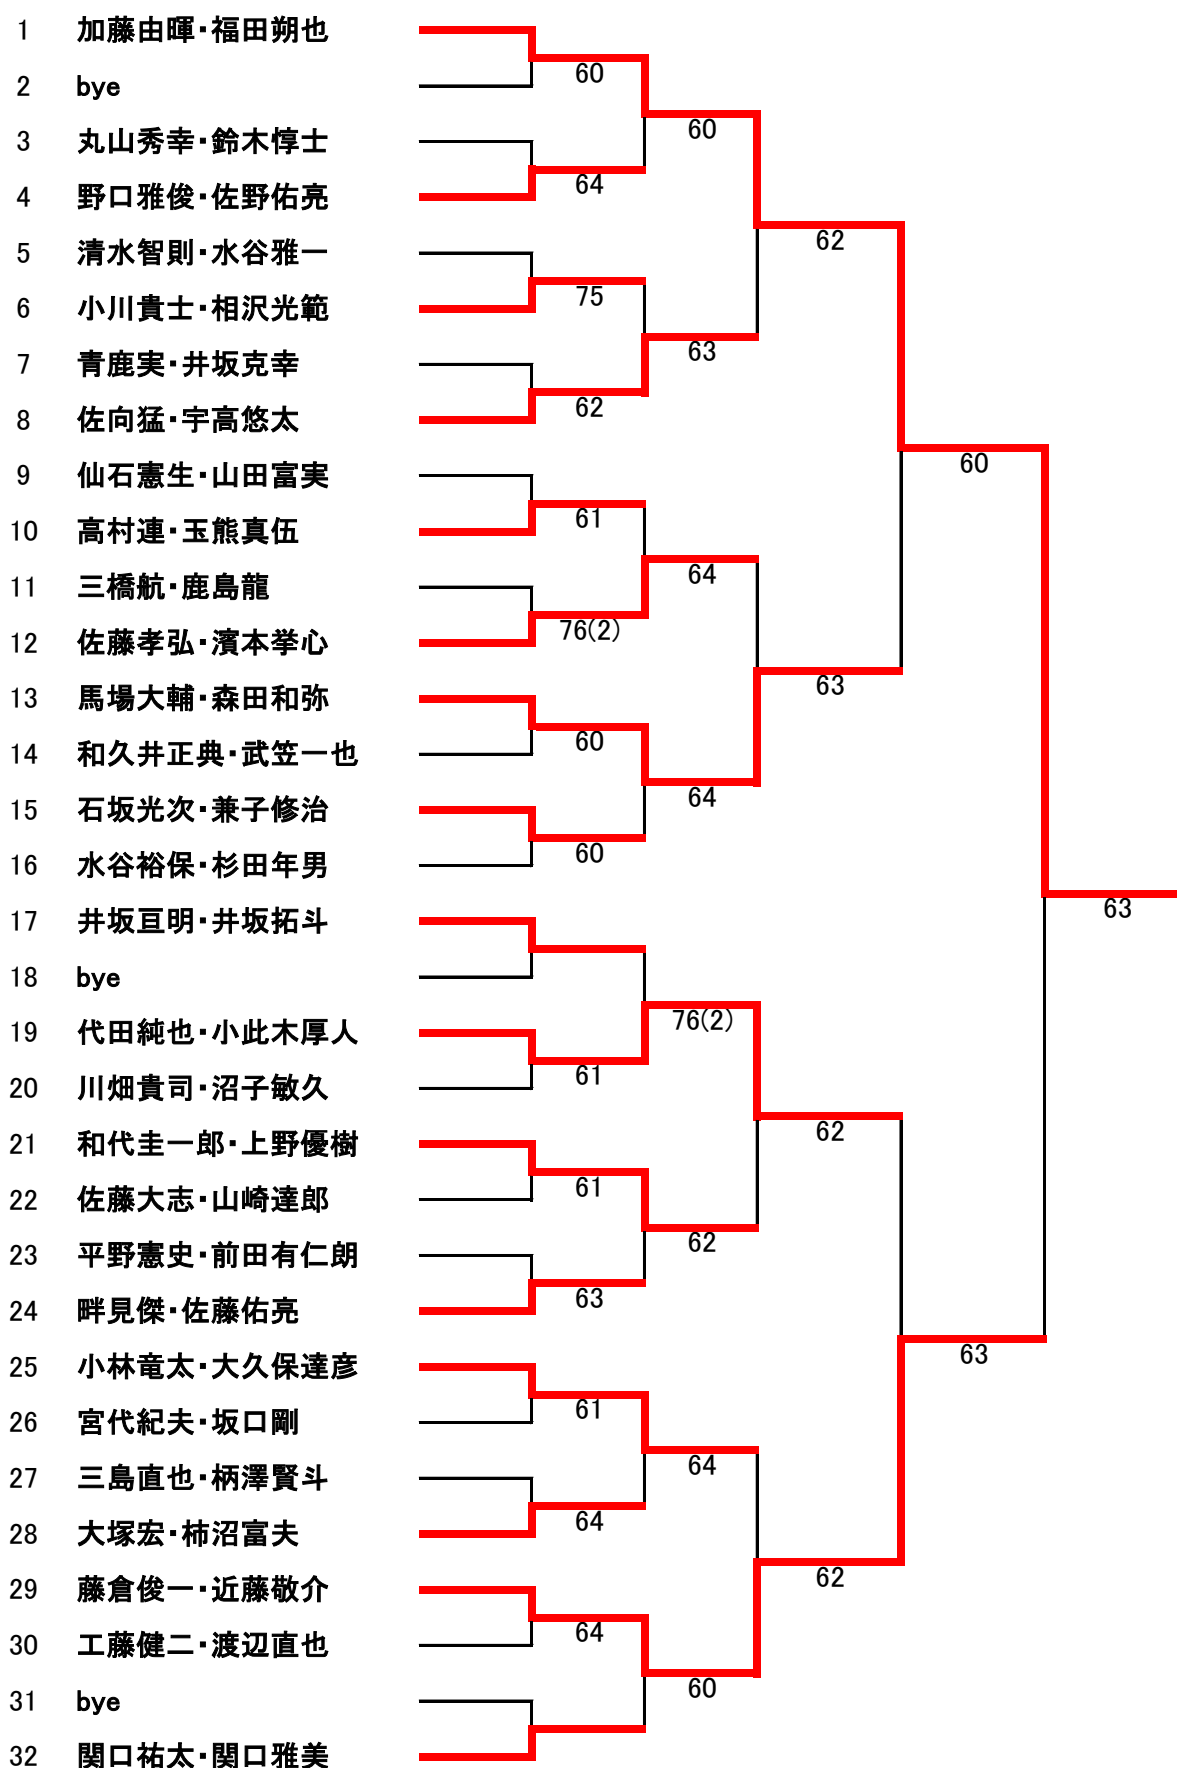 1 加藤由暉・福田朔也
60
2 bye
60
3 丸山秀幸・鈴木惇士
64
4 野口雅俊・佐野佑亮
62
5 清水智則・水谷雅一
75
6 小川貴士・相沢光範
63
7 青鹿実・井坂克幸
62
8 佐向猛・宇高悠太
60
9 仙石憲生・山田富実
61
10 高村連・玉熊真伍
64
11 三橋航・鹿島龍
76(2)
12 佐藤孝弘・濱本挙心
63
13 馬場大輔・森田和弥
60
14 和久井正典・武笠一也
64
15 石坂光次・兼子修治
60
16 水谷裕保・杉田年男
63
17 井坂亘明・井坂拓斗
18 bye
76(2)
19 代田純也・小此木厚人
61
20 川畑貴司・沼子敏久
62
21 和代圭一郎・上野優樹
61
22 佐藤大志・山崎達郎
62
23 平野憲史・前田有仁朗
63
24 畔見傑・佐藤佑亮
63
25 小林竜太・大久保達彦
61
26 宮代紀夫・坂口剛
64
27 三島直也・柄澤賢斗
64
28 大塚宏・柿沼富夫
62
29 藤倉俊一・近藤敬介
64
30 工藤健二・渡辺直也
60
31 bye
32 関口祐太・関口雅美